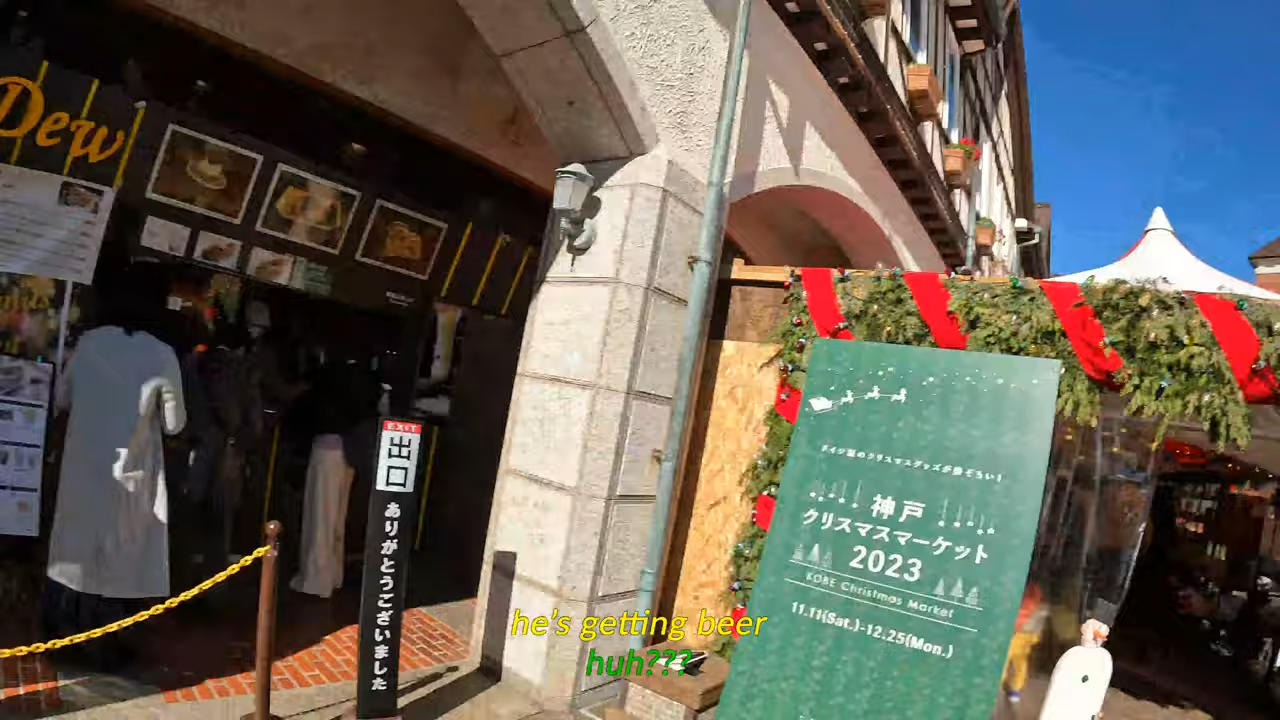 Dew
EXIT
出口
ありがとうございました
ドイツ製のクリスマスグッズが勢ぞろい！
神戸
クリスマスマーケット
2023
KOBE Christmas Market
11.11(Sat.)-12.25(Mon.)
he's getting beer
huh???